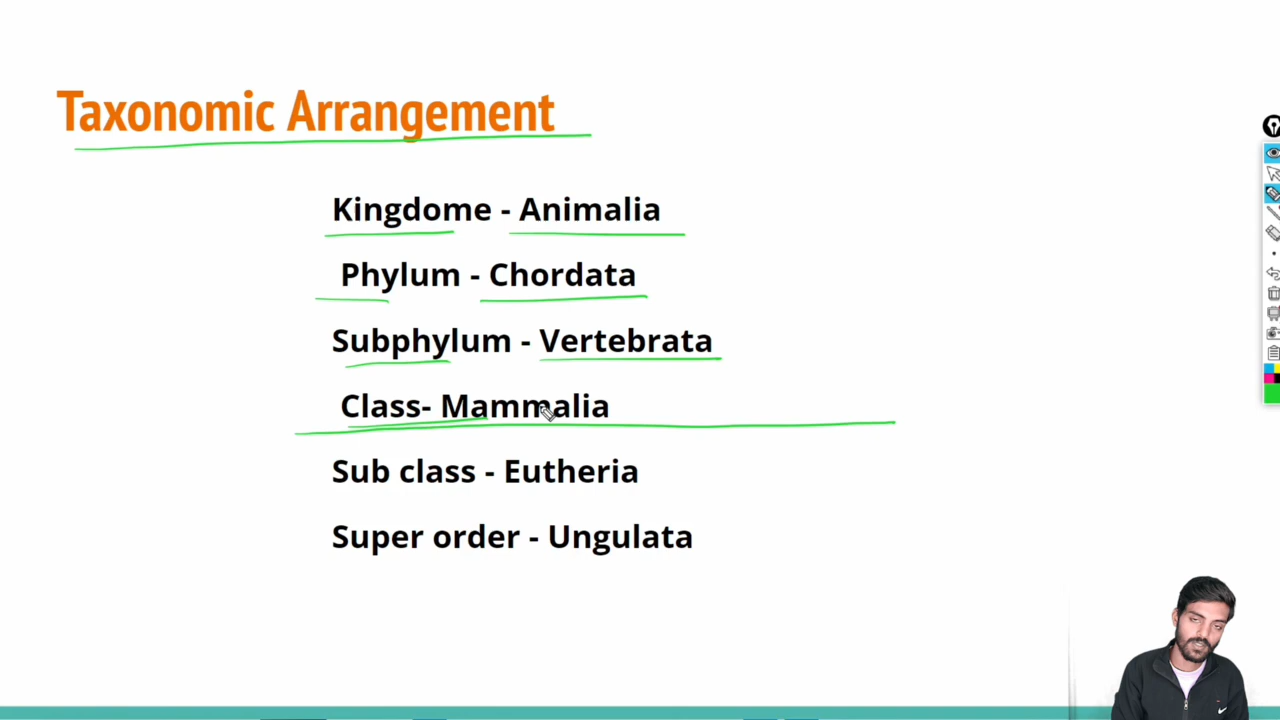 Taxonomic Arrangement
Kingdome - Animalia
Phylum - Chordata
Subphylum - Vertebrata
Class- Mammalia
Sub class - Eutheria
Super order - Ungulata